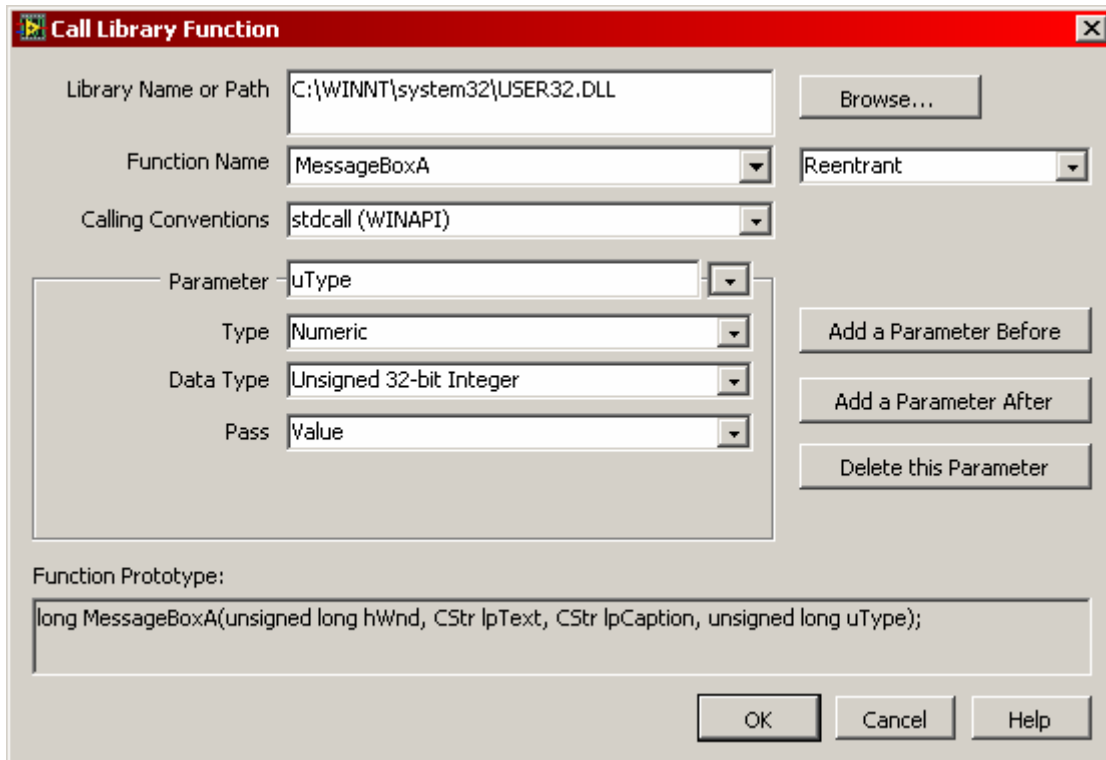 Call Library Function
Library Name or Path C:\WINNT\system32\USER32.DLL Browse...
Function Name MessageBoxA Reentrant
Calling Conventions stdcall (WINAPI)
Parameter uType
Type Numeric Add a Parameter Before
Data Type Unsigned 32-bit Integer Add a Parameter After
Pass Value Delete this Parameter
Function Prototype:
long MessageBoxA(unsigned long hWnd, CStr lpText, CStr lpCaption, unsigned long uType);
OK Cancel Help